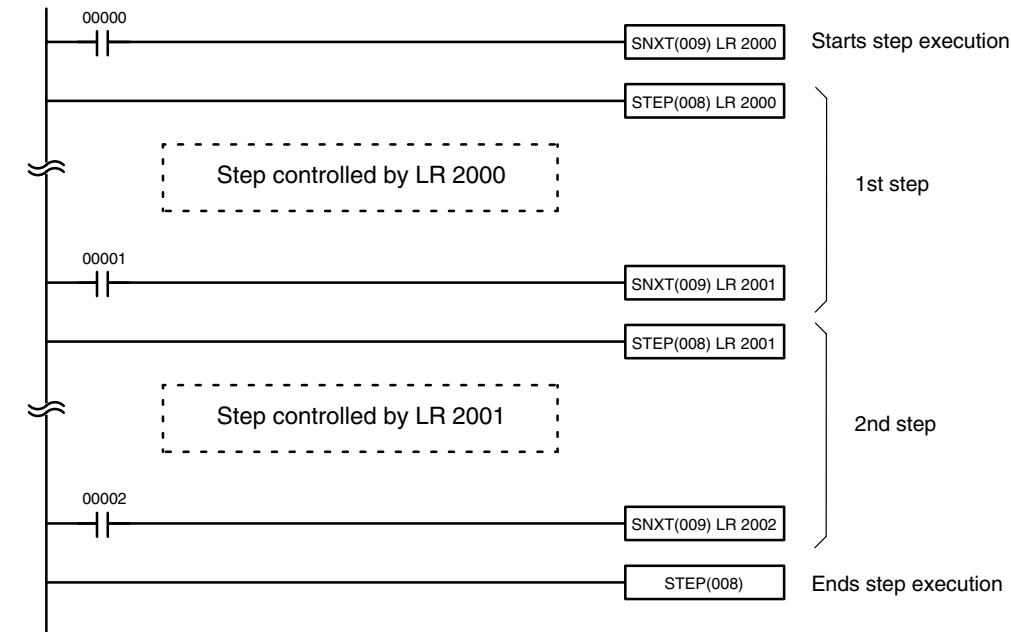 00000
SNXT(009) LR 2000
Starts step execution
STEP(008) LR 2000
Step controlled by LR 2000
1st step
00001
SNXT(009) LR 2001
STEP(008) LR 2001
Step controlled by LR 2001
2nd step
00002
SNXT(009) LR 2002
STEP(008)
Ends step execution